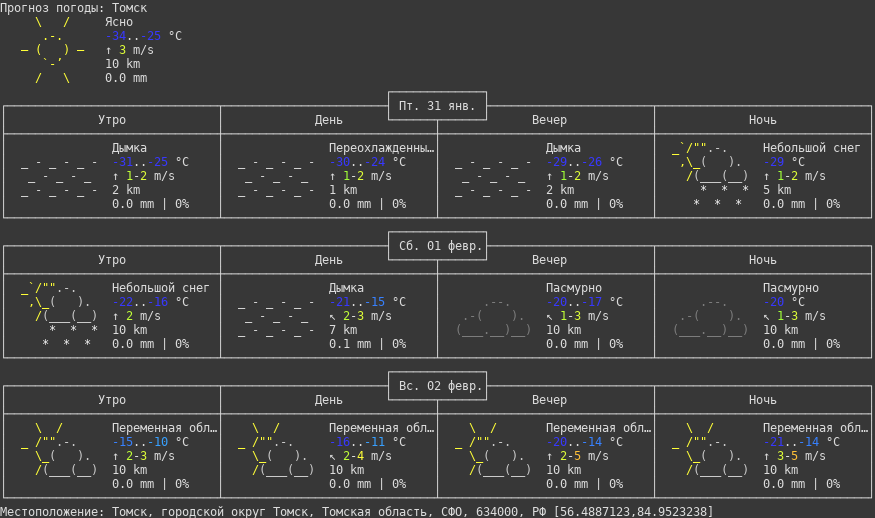 Прогноз погоды: Томск
Ясно
-34..-25 °C
↑ 3 m/s
10 km
0.0 mm
Пт. 31 янв.
Утро День Вечер Ночь
Дымка Переохлажденны… Дымка Небольшой снег
-31..-25 °C -30..-24 °C -29..-26 °C -29 °C
↑ 1-2 m/s ↑ 1-2 m/s ↑ 1-2 m/s ↑ 1-2 m/s
2 km 1 km 2 km 5 km
0.0 mm | 0% 0.0 mm | 0% 0.0 mm | 0% 0.0 mm | 0%
Сб. 01 февр.
Утро День Вечер Ночь
Небольшой снег Дымка Пасмурно Пасмурно
-22..-16 °C -21..-15 °C -20..-17 °C -20 °C
↑ 2 m/s ↖ 2-3 m/s ↖ 1-3 m/s ↖ 1-3 m/s
10 km 7 km 10 km 10 km
0.0 mm | 0% 0.1 mm | 0% 0.0 mm | 0% 0.0 mm | 0%
Вс. 02 февр.
Утро День Вечер Ночь
Переменная обл… Переменная обл… Переменная обл… Переменная обл…
-15..-10 °C -16..-11 °C -20..-14 °C -21..-14 °C
↑ 2-3 m/s ↖ 2-4 m/s ↑ 2-5 m/s ↑ 3-5 m/s
10 km 10 km 10 km 10 km
0.0 mm | 0% 0.0 mm | 0% 0.0 mm | 0% 0.0 mm | 0%
Местоположение: Томск, городской округ Томск, Томская область, СФО, 634000, РФ [56.4887123,84.9523238]